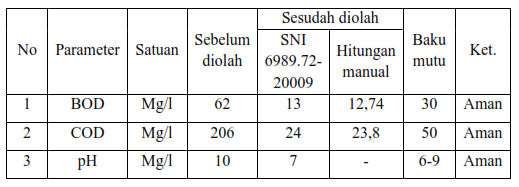 Sesudah diolah
No Parameter Satuan Sebelum diolah SNI 6989.72-20009 Hitungan manual Baku mutu Ket.
1 BOD Mg/l 62 13 12,74 30 Aman
2 COD Mg/l 206 24 23,8 50 Aman
3 pH Mg/l 10 7 - 6-9 Aman